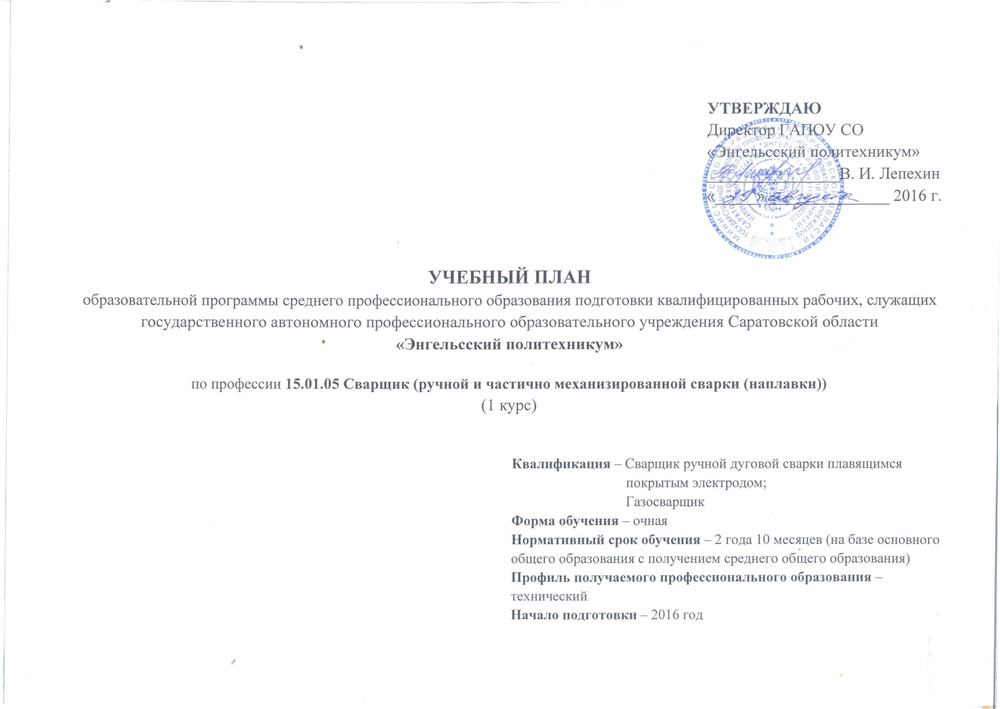 УТВЕРЖДАЮ
Директор ГАПОУ СО
«Энгельсский политехникум»
В. И. Лепехин
« » августа 2016 г.
УЧЕБНЫЙ ПЛАН
образовательной программы среднего профессионального образования подготовки квалифицированных рабочих, служащих
государственного автономного профессионального образовательного учреждения Саратовской области
«Энгельсский политехникум»
по профессии 15.01.05 Сварщик (ручной и частично механизированной сварки (наплавки))
(1 курс)
Квалификация – Сварщик ручной дуговой сварки плавящимся
покрытым электродом;
Газосварщик
Форма обучения – очная
Нормативный срок обучения – 2 года 10 месяцев (на базе основного
общего образования с получением среднего общего образования)
Профиль получаемого профессионального образования –
технический
Начало подготовки – 2016 год